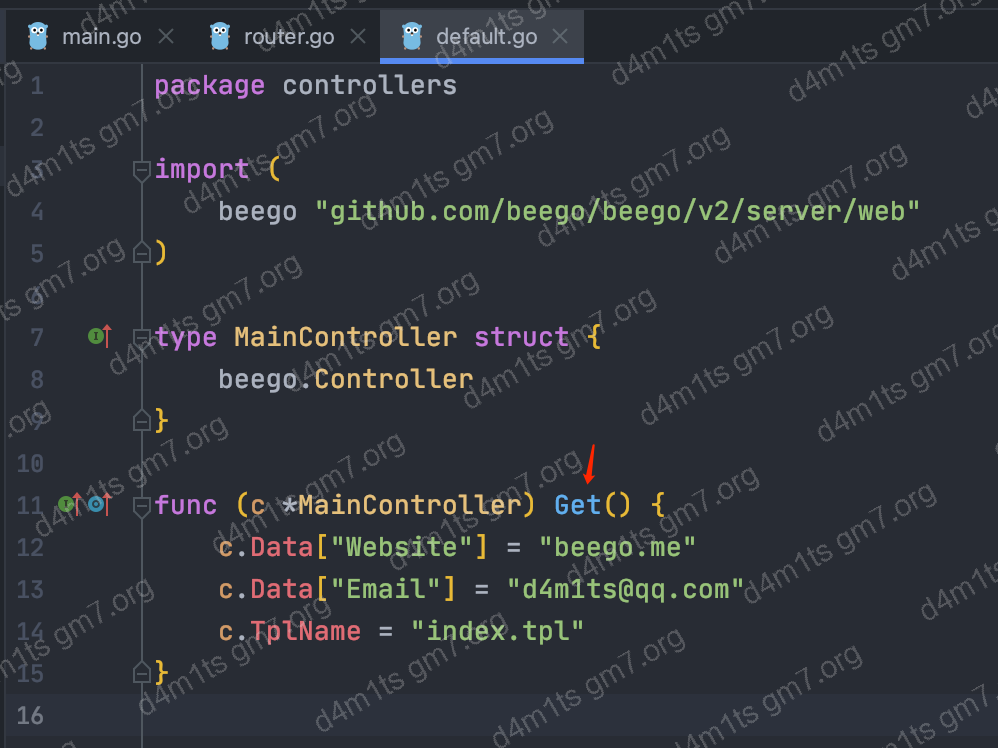 main.go router.go default.go
1 package controllers
2
3 import (
4 beego "github.com/beego/beego/v2/server/web"
5 )
6
7 type MainController struct {
8 beego.Controller
9 }
10
11 func (c *MainController) Get() {
12 c.Data["Website"] = "beego.me"
13 c.Data["Email"] = "d4m1ts@qq.com"
14 c.TplName = "index.tpl"
15 }
16
d4m1ts gm7.org